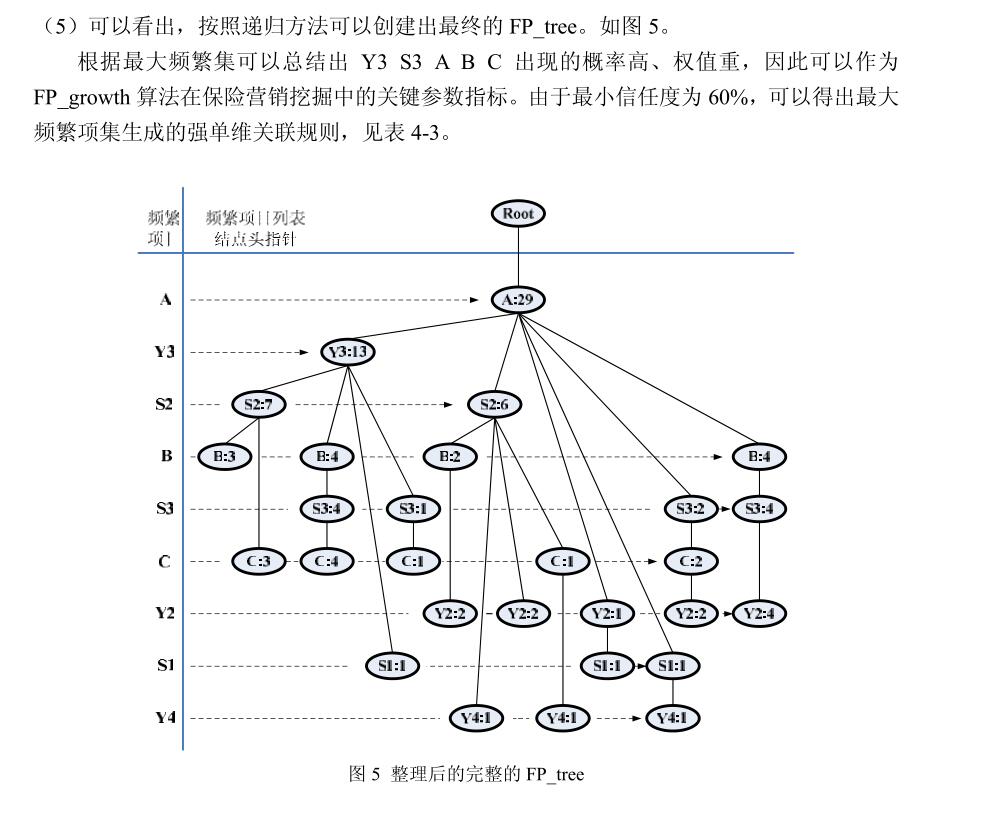 （5）可以看出，按照递归方法可以创建出最终的 FP_tree。如图 5。
根据最大频繁集可以总结出 Y3 S3 A B C 出现的概率高、权值重，因此可以作为
FP_growth 算法在保险营销挖掘中的关键参数指标。由于最小信任度为 60%，可以得出最大
频繁项集生成的强单维关联规则，见表 4-3。
频繁 频繁项目列表 Root
项目 结点头指针
A A:29
Y3 Y3:13
S2 S2:7 S2:6
B B:3 B:4 B:2 B:4
S3 S3:4 S3:1 S3:2 S3:4
C C:3 C:4 C:1 C:1 C:2
Y2 Y2:2 Y2:2 Y2:1 Y2:2 Y2:4
S1 S1:1 S1:1 S1:1
Y4 Y4:1 Y4:1 Y4:1
图 5 整理后的完整的 FP_tree